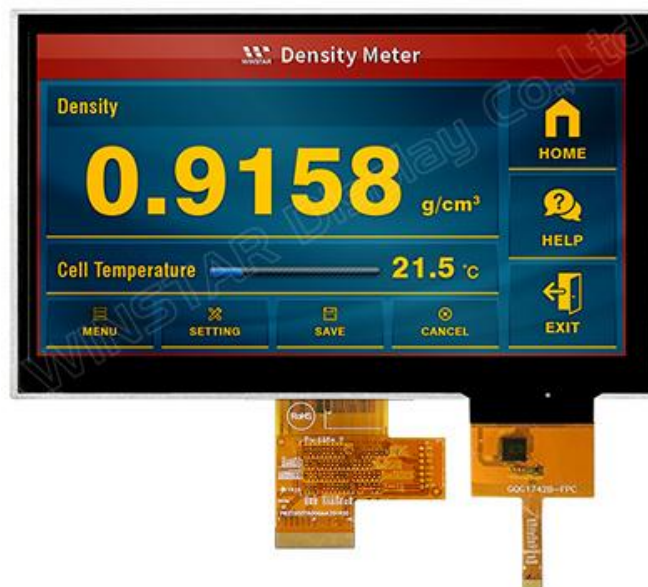 WINSTAR Density Meter
Density
0.9158 g/cm³
Cell Temperature 21.5 °C
MENU SETTING SAVE CANCEL
HOME
HELP
EXIT
WINSTAR Display Co., Ltd
RoHS